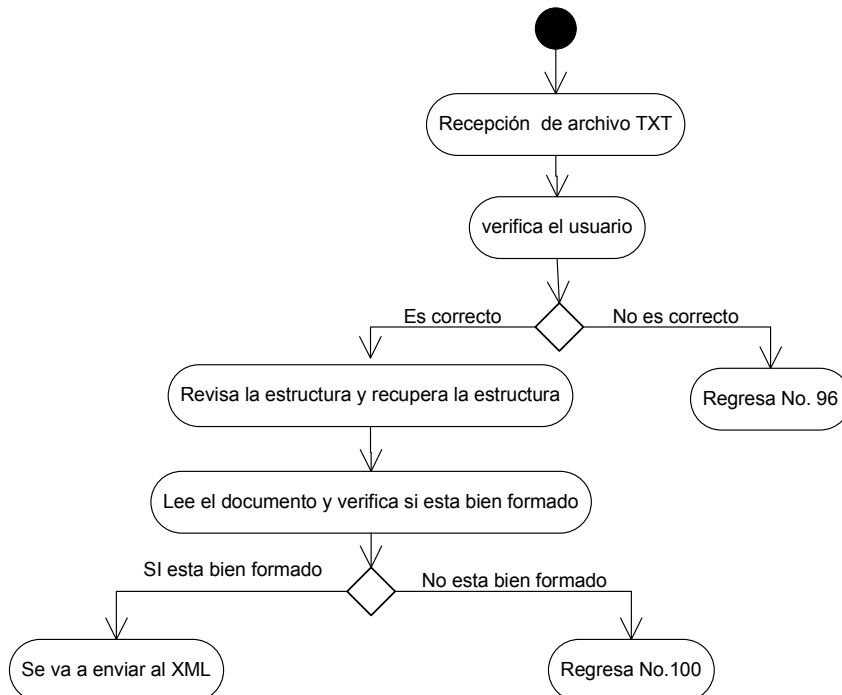 Recepción de archivo TXT
verifica el usuario
Es correcto
No es correcto
Revisa la estructura y recupera la estructura
Regresa No. 96
Lee el documento y verifica si esta bien formado
SI esta bien formado
No esta bien formado
Se va a enviar al XML
Regresa No.100